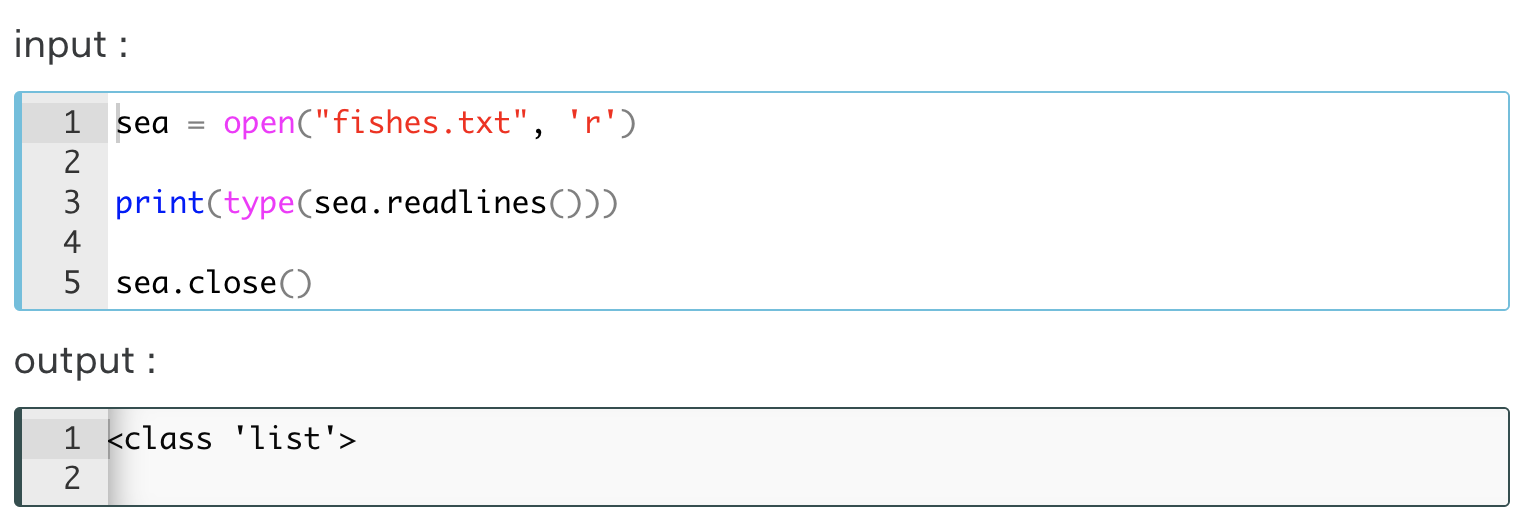 input :
1 sea = open("fishes.txt", 'r')
2
3 print(type(sea.readlines()))
4
5 sea.close()
output :
1 <class 'list'>
2